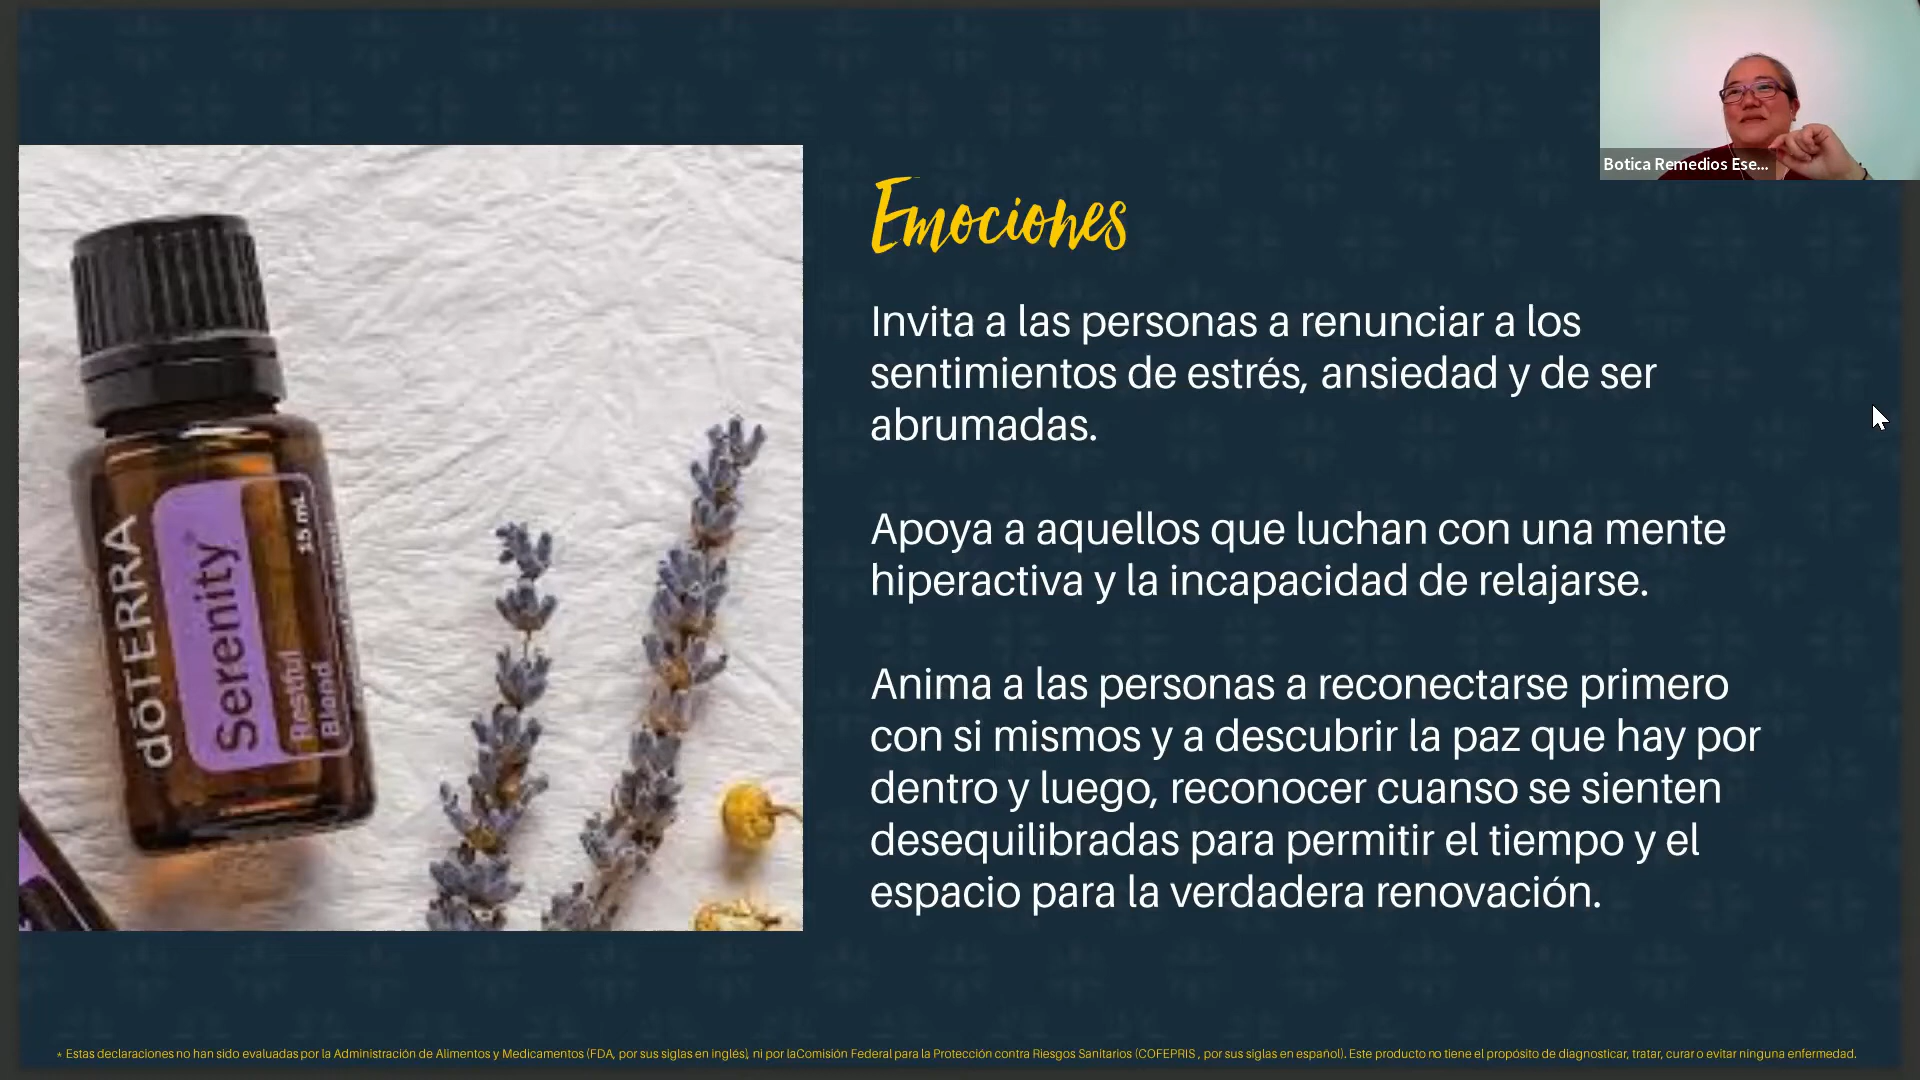 Botica Remedios Ese...
Emociones
Invita a las personas a renunciar a los
sentimientos de estrés, ansiedad y de ser
abrumadas.
Apoya a aquellos que luchan con una mente
hiperactiva y la incapacidad de relajarse.
Anima a las personas a reconectarse primero
con si mismos y a descubrir la paz que hay por
dentro y luego, reconocer cuanso se sienten
desequilibradas para permitir el tiempo y el
espacio para la verdadera renovación.
dōTERRA
Serenity
Restful
Blend
15 mL
* Estas declaraciones no han sido evaluadas por la Administración de Alimentos y Medicamentos (FDA, por sus siglas en inglés), ni por laComisión Federal para la Protección contra Riesgos Sanitarios (COFEPRIS , por sus siglas en español). Este producto no tiene el propósito de diagnosticar, tratar, curar o evitar ninguna enfermedad.